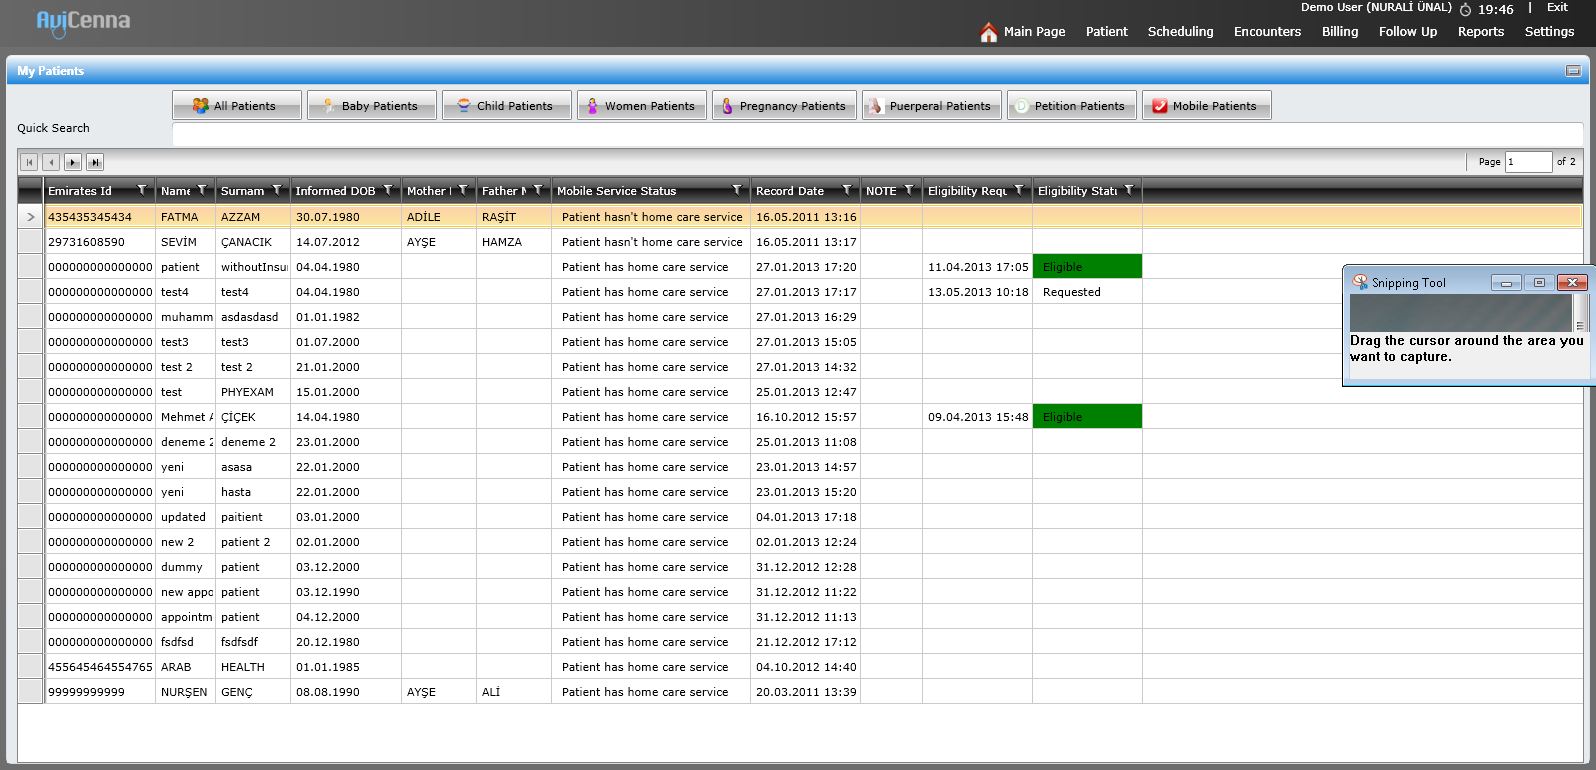 AviCenna
Demo User (NURALİ ÜNAL) 19:46 | Exit
Main Page Patient Scheduling Encounters Billing Follow Up Reports Settings
My Patients
All Patients Baby Patients Child Patients Women Patients Pregnancy Patients Puerperal Patients Petition Patients Mobile Patients
Quick Search
Page 1 of 2
Emirates Id Name Surnam Informed DOB Mother Father Mobile Service Status Record Date NOTE Eligibility Requ Eligibility Statu
435435345434 FATMA AZZAM 30.07.1980 ADİLE RAŞİT Patient hasn't home care service 16.05.2011 13:16
29731608590 SEVİM ÇANACIK 14.07.2012 AYŞE HAMZA Patient hasn't home care service 16.05.2011 13:17
000000000000000 patient withoutInsu 04.04.1980 Patient has home care service 27.01.2013 17:20 11.04.2013 17:05 Eligible
000000000000000 test4 test4 04.04.1980 Patient has home care service 27.01.2013 17:17 13.05.2013 10:18 Requested
000000000000000 muhamm asdasdasd 01.01.1982 Patient has home care service 27.01.2013 16:29
000000000000000 test3 test3 01.07.2000 Patient has home care service 27.01.2013 15:05
000000000000000 test 2 test 2 21.01.2000 Patient has home care service 27.01.2013 14:32
000000000000000 test PHYEXAM 15.01.2000 Patient has home care service 25.01.2013 12:47
000000000000000 Mehmet A ÇİÇEK 14.04.1980 Patient has home care service 16.10.2012 15:57 09.04.2013 15:48 Eligible
000000000000000 deneme 2 deneme 2 23.01.2000 Patient has home care service 25.01.2013 11:08
000000000000000 yeni asasa 22.01.2000 Patient has home care service 23.01.2013 14:57
000000000000000 yeni hasta 22.01.2000 Patient has home care service 23.01.2013 15:20
000000000000000 updated paitient 03.01.2000 Patient has home care service 04.01.2013 17:18
000000000000000 new 2 patient 2 02.01.2000 Patient has home care service 02.01.2013 12:24
000000000000000 dummy patient 03.12.2000 Patient has home care service 31.12.2012 12:28
000000000000000 new appo patient 03.12.1990 Patient has home care service 31.12.2012 11:22
000000000000000 appointm patient 04.12.2000 Patient has home care service 31.12.2012 11:13
000000000000000 fsdfsd fsdfsdf 20.12.1980 Patient has home care service 21.12.2012 17:12
455645464554765 ARAB HEALTH 01.01.1985 Patient has home care service 04.10.2012 14:40
99999999999 NURŞEN GENÇ 08.08.1990 AYŞE ALİ Patient has home care service 20.03.2011 13:39
Snipping Tool
Drag the cursor around the area you
want to capture.